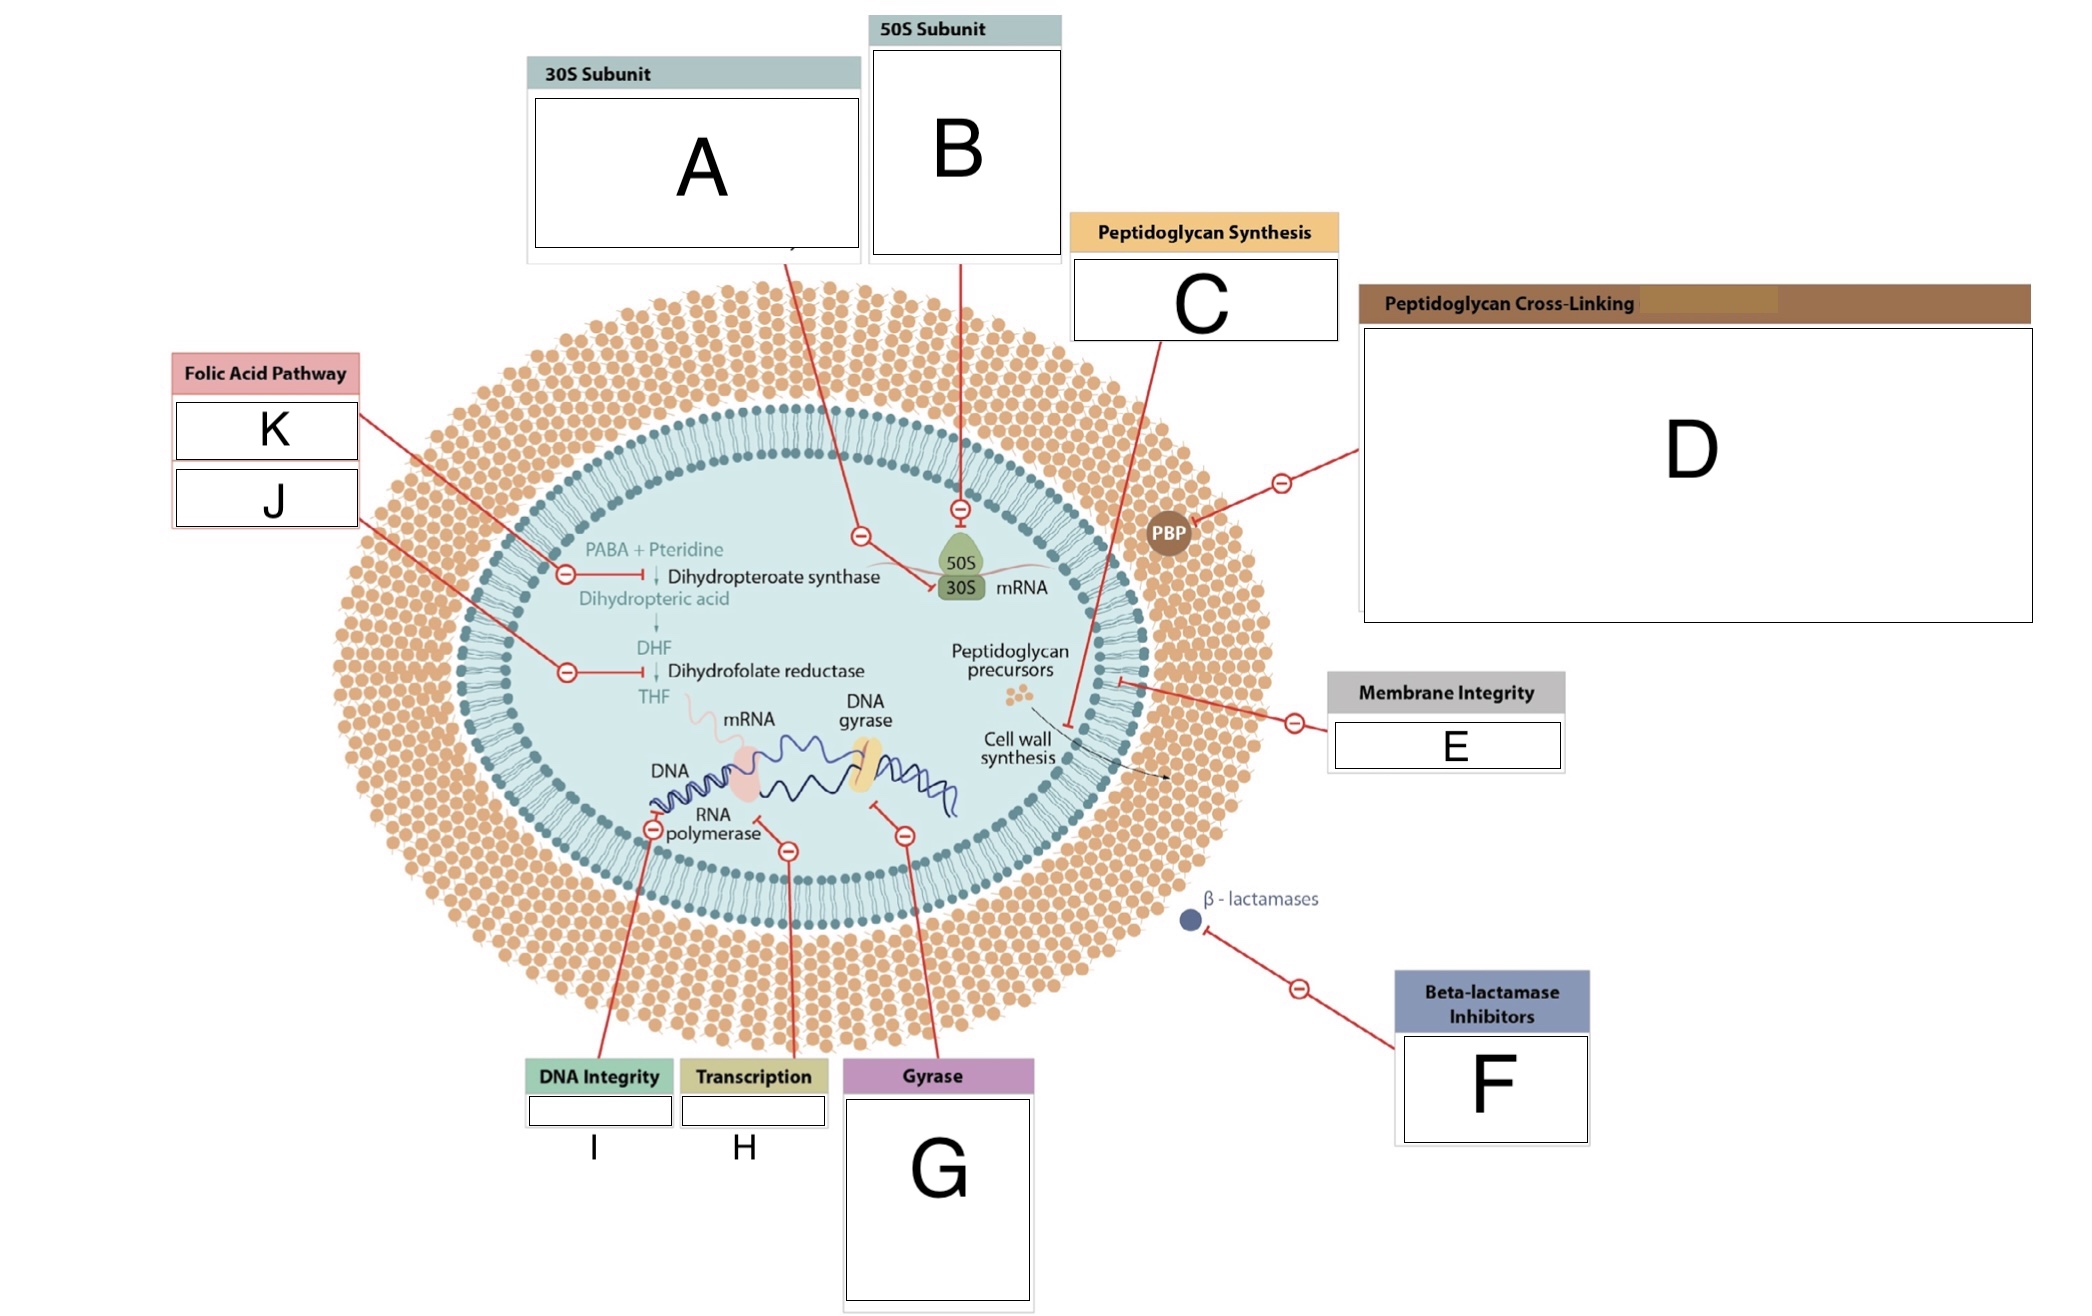 50S Subunit
B
30S Subunit
A
Peptidoglycan Synthesis
C
Peptidoglycan Cross-Linking
D
Folic Acid Pathway
K
J
PBP
PABA + Pteridine
Dihydropteroate synthase
Dihydropteric acid
DHF
Dihydrofolate reductase
THF
50S
30S
mRNA
Peptidoglycan
precursors
Cell wall
synthesis
mRNA
DNA
gyrase
DNA
RNA
polymerase
Membrane Integrity
E
β - lactamases
Beta-lactamase
Inhibitors
F
DNA Integrity
I
Transcription
H
Gyrase
G